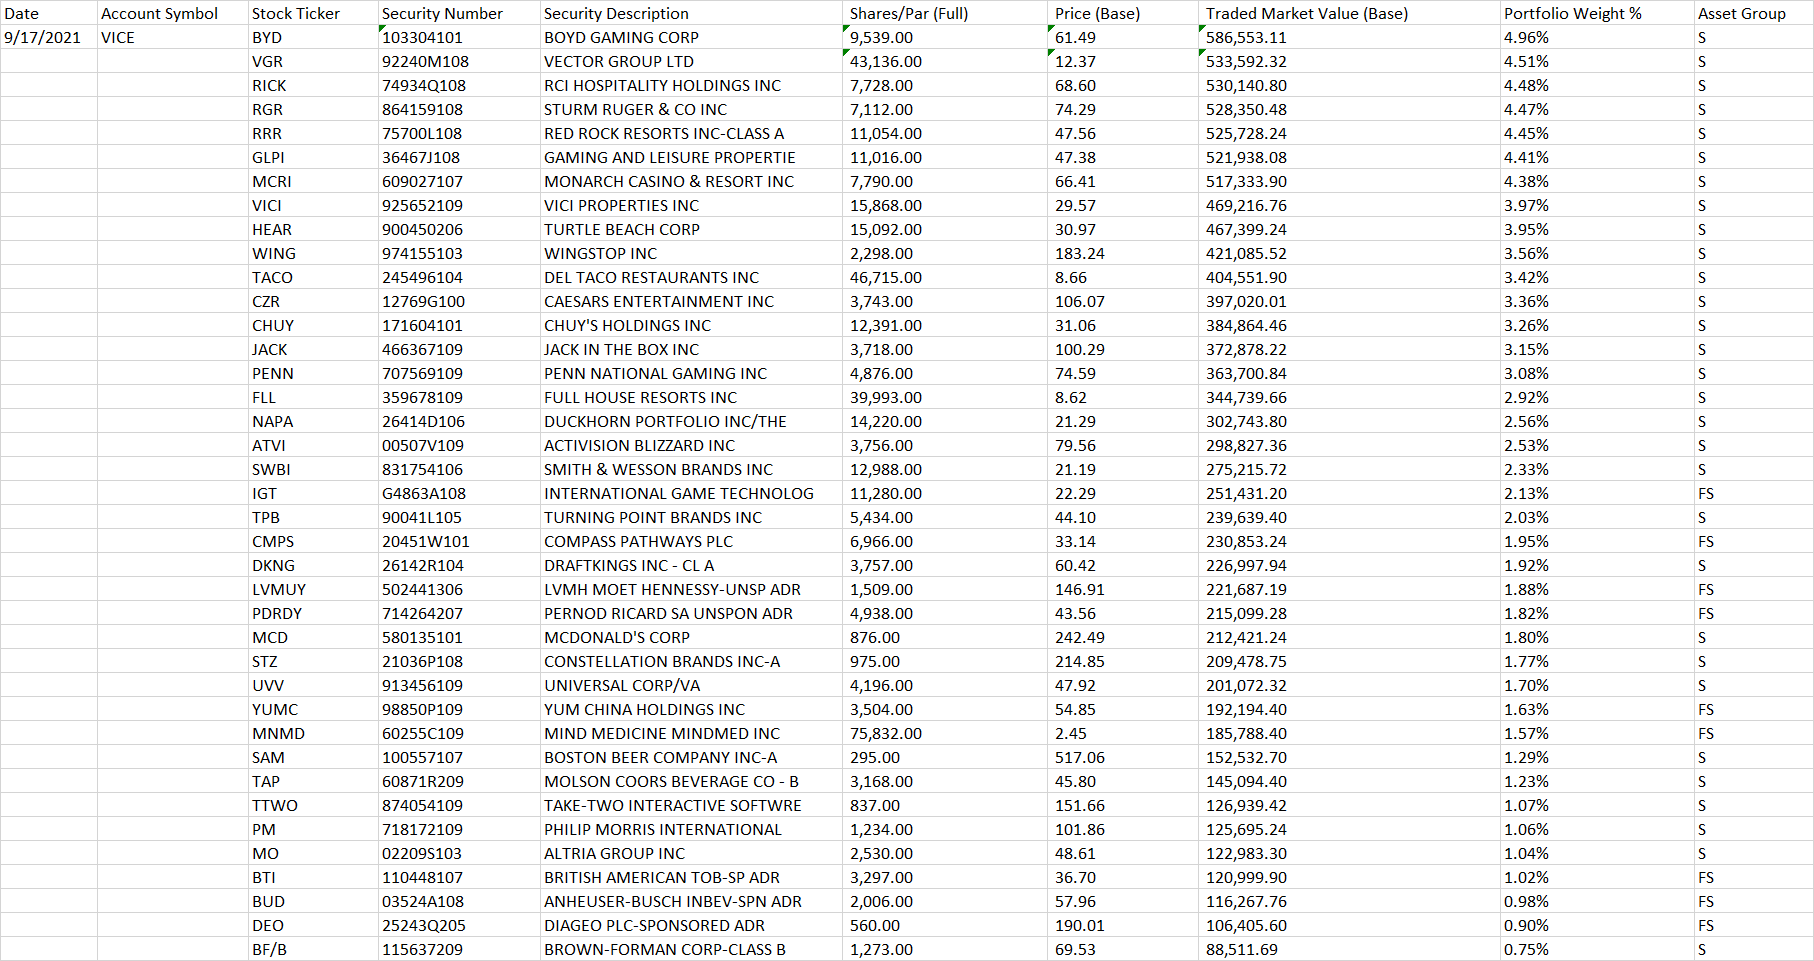 Date Account Symbol Stock Ticker Security Number Security Description Shares/Par (Full) Price (Base) Traded Market Value (Base) Portfolio Weight % Asset Group
9/17/2021 VICE BYD 103304101 BOYD GAMING CORP 9,539.00 61.49 586,553.11 4.96% S
VGR 92240M108 VECTOR GROUP LTD 43,136.00 12.37 533,592.32 4.51% S
RICK 74934Q108 RCI HOSPITALITY HOLDINGS INC 7,728.00 68.60 530,140.80 4.48% S
RGR 864159108 STURM RUGER & CO INC 7,112.00 74.29 528,350.48 4.47% S
RRR 75700L108 RED ROCK RESORTS INC-CLASS A 11,054.00 47.56 525,728.24 4.45% S
GLPI 36467J108 GAMING AND LEISURE PROPERTIE 11,016.00 47.38 521,938.08 4.41% S
MCRI 609027107 MONARCH CASINO & RESORT INC 7,790.00 66.41 517,333.90 4.38% S
VICI 925652109 VICI PROPERTIES INC 15,868.00 29.57 469,216.76 3.97% S
HEAR 900450206 TURTLE BEACH CORP 15,092.00 30.97 467,399.24 3.95% S
WING 974155103 WINGSTOP INC 2,298.00 183.24 421,085.52 3.56% S
TACO 245496104 DEL TACO RESTAURANTS INC 46,715.00 8.66 404,551.90 3.42% S
CZR 12769G100 CAESARS ENTERTAINMENT INC 3,743.00 106.07 397,020.01 3.36% S
CHUY 171604101 CHUY'S HOLDINGS INC 12,391.00 31.06 384,864.46 3.26% S
JACK 466367109 JACK IN THE BOX INC 3,718.00 100.29 372,878.22 3.15% S
PENN 707569109 PENN NATIONAL GAMING INC 4,876.00 74.59 363,700.84 3.08% S
FLL 359678109 FULL HOUSE RESORTS INC 39,993.00 8.62 344,739.66 2.92% S
NAPA 26414D106 DUCKHORN PORTFOLIO INC/THE 14,220.00 21.29 302,743.80 2.56% S
ATVI 00507V109 ACTIVISION BLIZZARD INC 3,756.00 79.56 298,827.36 2.53% S
SWBI 831754106 SMITH & WESSON BRANDS INC 12,988.00 21.19 275,215.72 2.33% S
IGT G4863A108 INTERNATIONAL GAME TECHNOLOG 11,280.00 22.29 251,431.20 2.13% FS
TPB 90041L105 TURNING POINT BRANDS INC 5,434.00 44.10 239,639.40 2.03% S
CMPS 20451W101 COMPASS PATHWAYS PLC 6,966.00 33.14 230,853.24 1.95% FS
DKNG 26142R104 DRAFTKINGS INC - CL A 3,757.00 60.42 226,997.94 1.92% S
LVMUY 502441306 LVMH MOET HENNESSY-UNSP ADR 1,509.00 146.91 221,687.19 1.88% FS
PDRDY 714264207 PERNOD RICARD SA UNSPON ADR 4,938.00 43.56 215,099.28 1.82% FS
MCD 580135101 MCDONALD'S CORP 876.00 242.49 212,421.24 1.80% S
STZ 21036P108 CONSTELLATION BRANDS INC-A 975.00 214.85 209,478.75 1.77% S
UVV 913456109 UNIVERSAL CORP/VA 4,196.00 47.92 201,072.32 1.70% S
YUMC 98850P109 YUM CHINA HOLDINGS INC 3,504.00 54.85 192,194.40 1.63% FS
MNMD 60255C109 MIND MEDICINE MINDMED INC 75,832.00 2.45 185,788.40 1.57% FS
SAM 100557107 BOSTON BEER COMPANY INC-A 295.00 517.06 152,532.70 1.29% S
TAP 60871R209 MOLSON COORS BEVERAGE CO - B 3,168.00 45.80 145,094.40 1.23% S
TTWO 874054109 TAKE-TWO INTERACTIVE SOFTWRE 837.00 151.66 126,939.42 1.07% S
PM 718172109 PHILIP MORRIS INTERNATIONAL 1,234.00 101.86 125,695.24 1.06% S
MO 02209S103 ALTRIA GROUP INC 2,530.00 48.61 122,983.30 1.04% S
BTI 110448107 BRITISH AMERICAN TOB-SP ADR 3,297.00 36.70 120,999.90 1.02% FS
BUD 03524A108 ANHEUSER-BUSCH INBEV-SPN ADR 2,006.00 57.96 116,267.76 0.98% FS
DEO 25243Q205 DIAGEO PLC-SPONSORED ADR 560.00 190.01 106,405.60 0.90% FS
BF/B 115637209 BROWN-FORMAN CORP-CLASS B 1,273.00 69.53 88,511.69 0.75% S